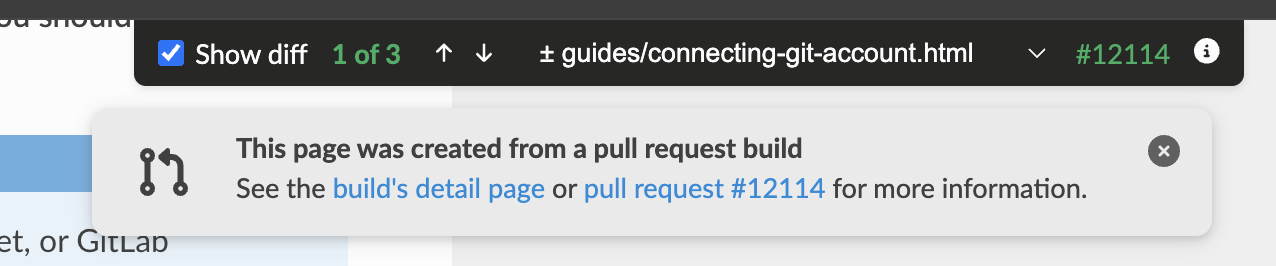 Show diff 1 of 3 ↑ ↓ ± guides/connecting-git-account.html #12114
This page was created from a pull request build
See the build's detail page or pull request #12114 for more information.
et, or GitLab